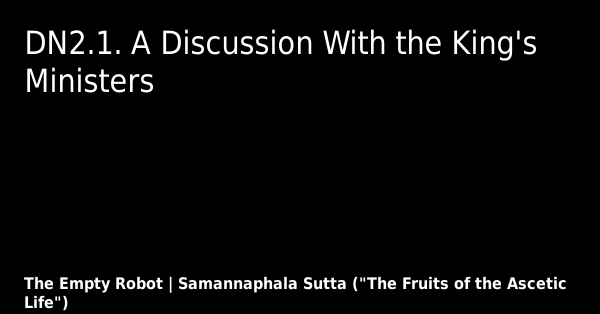 DN2.1. A Discussion With the King's
Ministers
The Empty Robot | Samannaphala Sutta ("The Fruits of the Ascetic
Life")